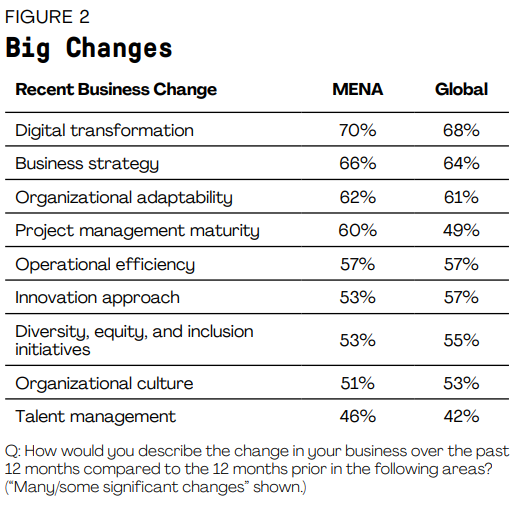 FIGURE 2
Big Changes
Recent Business Change MENA Global
Digital transformation 70% 68%
Business strategy 66% 64%
Organizational adaptability 62% 61%
Project management maturity 60% 49%
Operational efficiency 57% 57%
Innovation approach 53% 57%
Diversity, equity, and inclusion
initiatives 53% 55%
Organizational culture 51% 53%
Talent management 46% 42%
Q: How would you describe the change in your business over the past
12 months compared to the 12 months prior in the following areas?
(“Many/some significant changes” shown.)